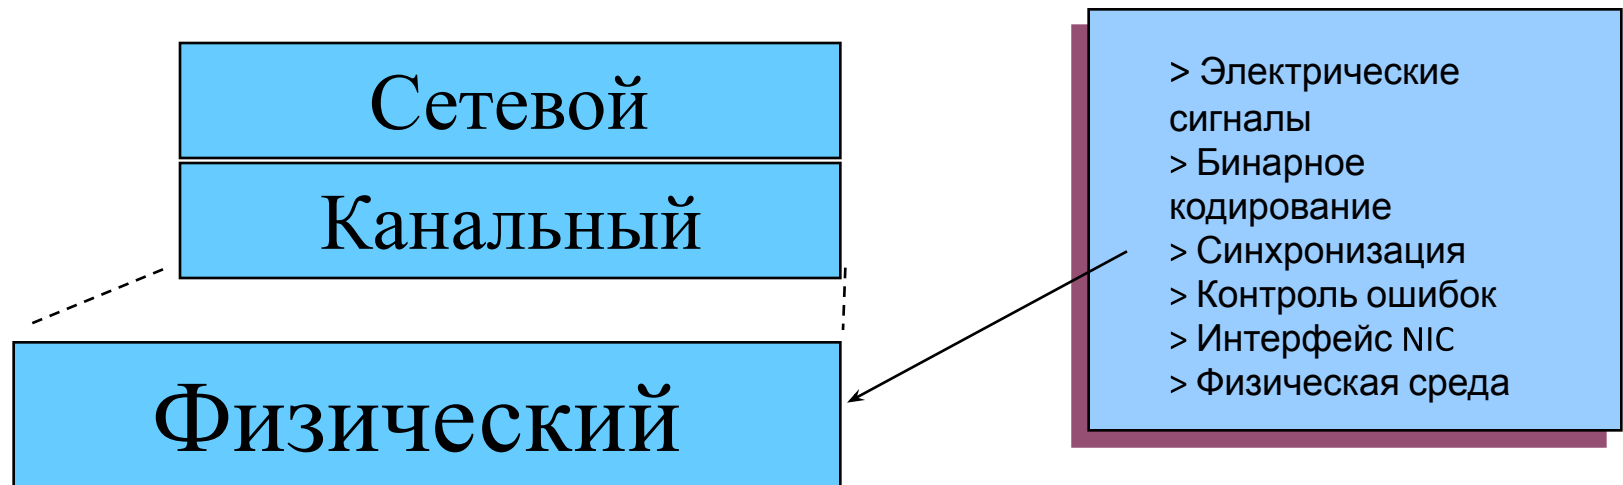 Сетевой
Канальный
Физический
> Электрические
сигналы
> Бинарное
кодирование
> Синхронизация
> Контроль ошибок
> Интерфейс NIC
> Физическая среда